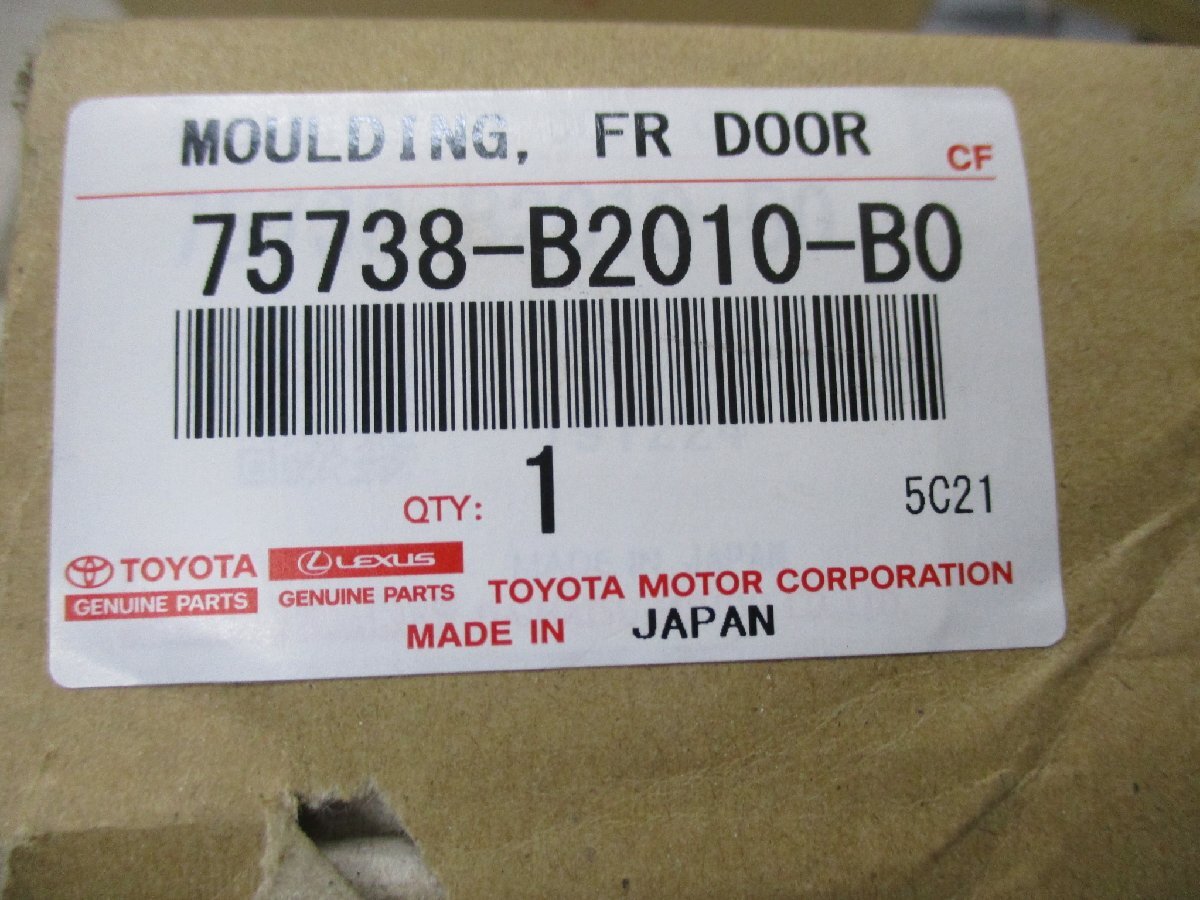 MOULDING, FR DOOR
CF
75738-B2010-B0
QTY: 1
5C21
TOYOTA
GENUINE PARTS
LEXUS
GENUINE PARTS
TOYOTA MOTOR CORPORATION
MADE IN JAPAN